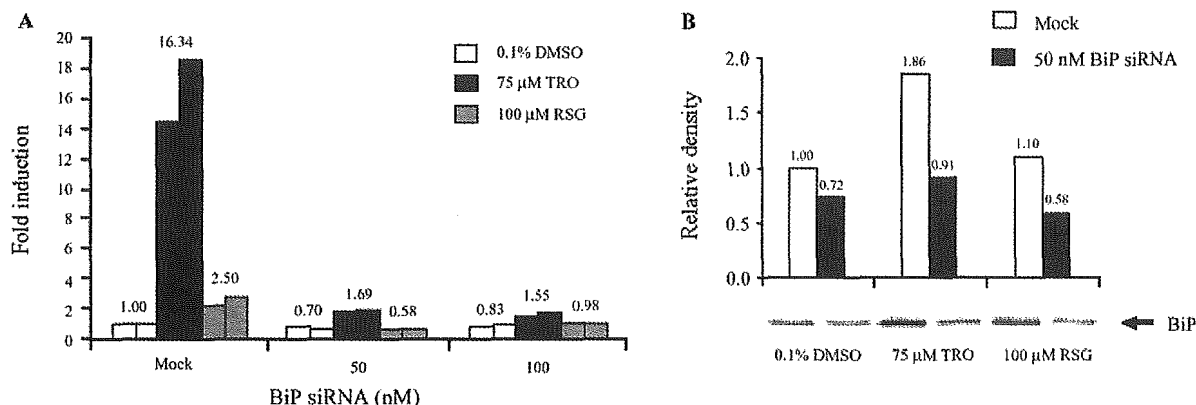 A
Fold induction
20
18
16
14
12
10
8
6
4
2
0
16.34
1.00
2.50
0.70
1.69
0.58
0.83
1.55
0.98
0.1% DMSO
75 µM TRO
100 µM RSG
Mock
50
100
BiP siRNA (nM)
B
Mock
50 nM BiP siRNA
Relative density
2.0
1.5
1.0
0.5
0.0
1.00
0.72
1.86
0.91
1.10
0.58
BiP
0.1% DMSO
75 µM TRO
100 µM RSG